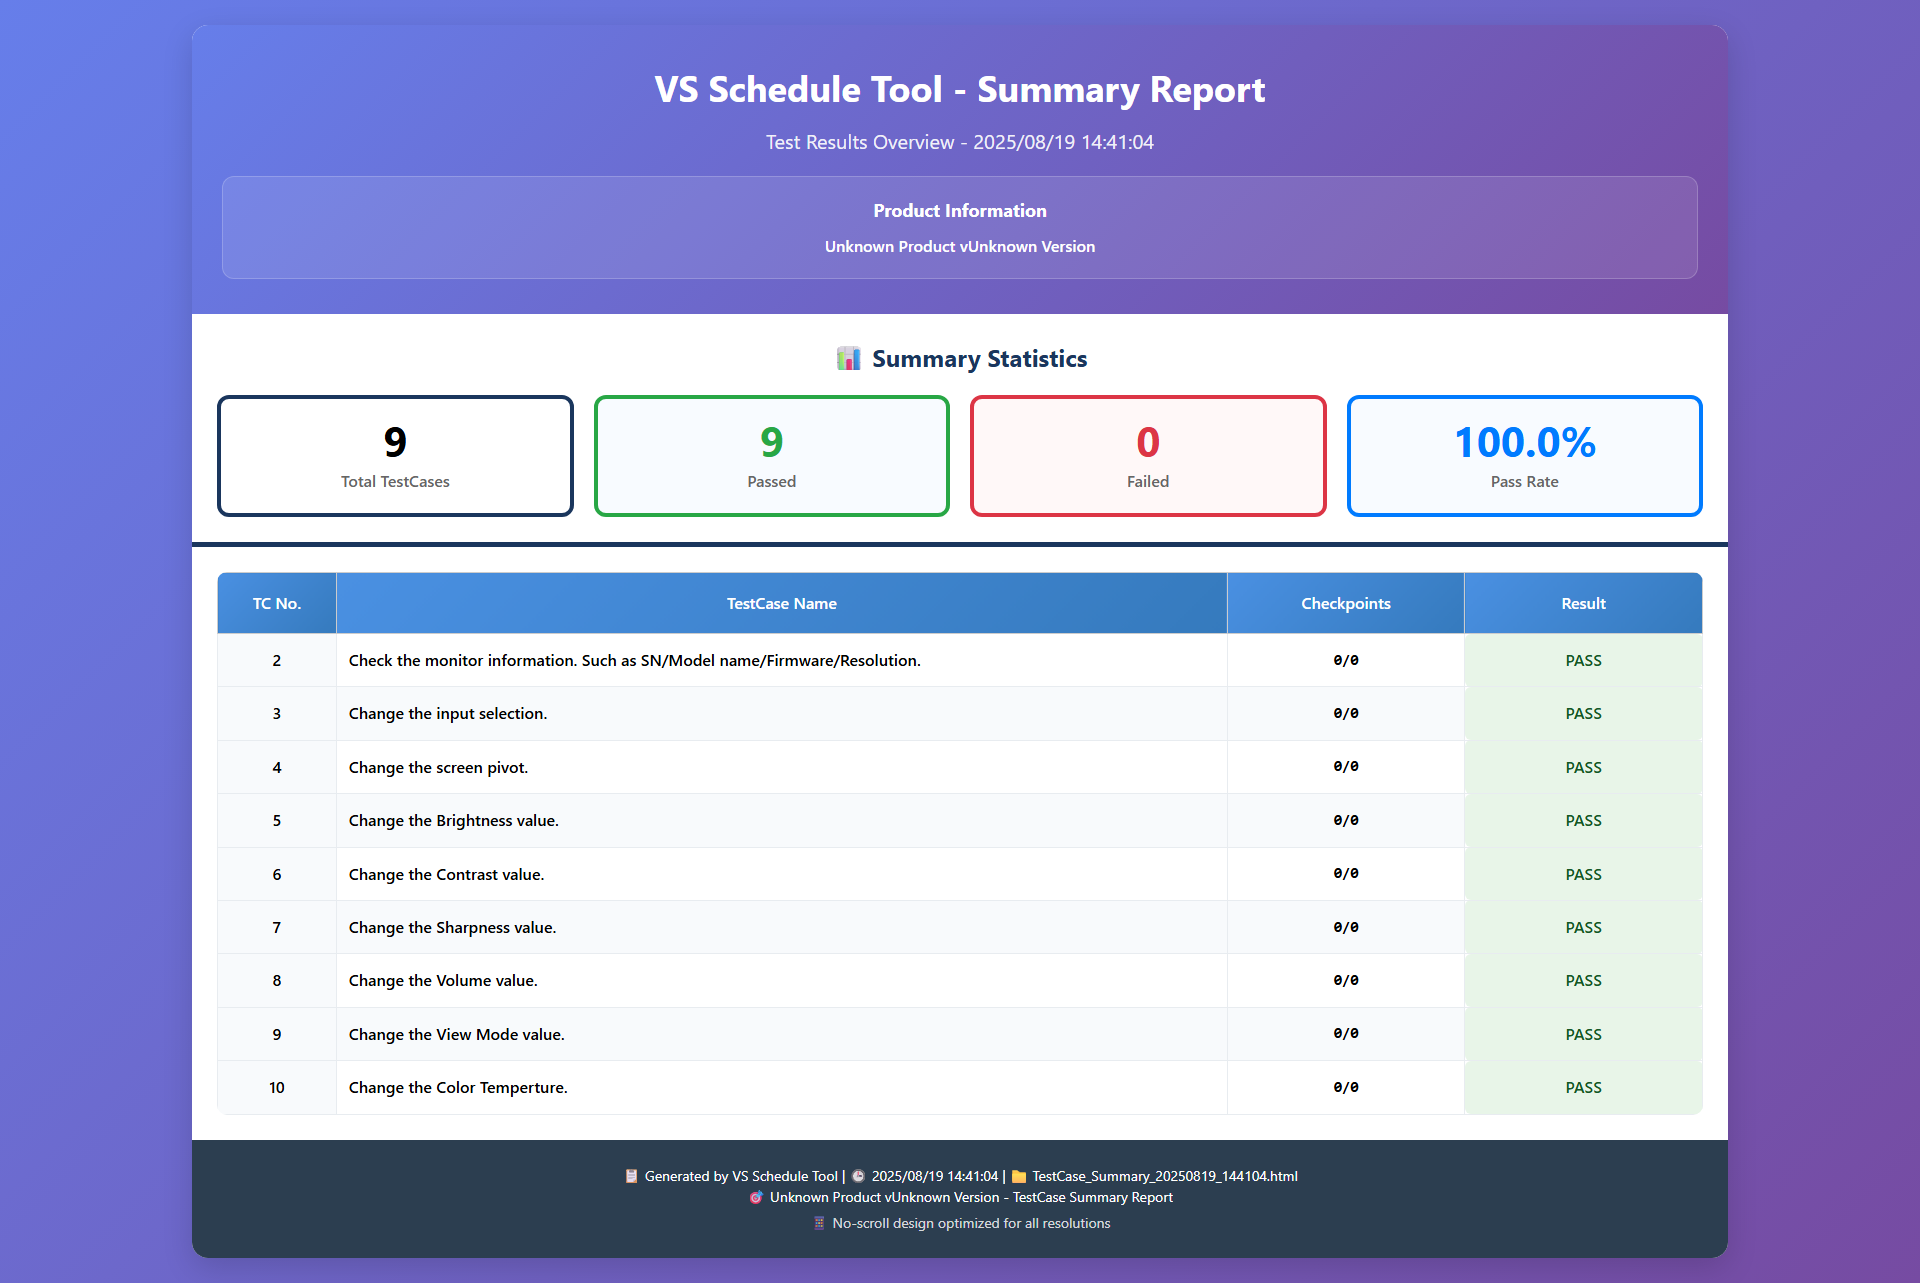 VS Schedule Tool - Summary Report
Test Results Overview - 2025/08/19 14:41:04
Product Information
Unknown Product vUnknown Version
Summary Statistics
9
Total TestCases
9
Passed
0
Failed
100.0%
Pass Rate
TC No. TestCase Name Checkpoints Result
2 Check the monitor information. Such as SN/Model name/Firmware/Resolution. 0/0 PASS
3 Change the input selection. 0/0 PASS
4 Change the screen pivot. 0/0 PASS
5 Change the Brightness value. 0/0 PASS
6 Change the Contrast value. 0/0 PASS
7 Change the Sharpness value. 0/0 PASS
8 Change the Volume value. 0/0 PASS
9 Change the View Mode value. 0/0 PASS
10 Change the Color Temperture. 0/0 PASS
Generated by VS Schedule Tool | 2025/08/19 14:41:04 | TestCase_Summary_20250819_144104.html
Unknown Product vUnknown Version - TestCase Summary Report
No-scroll design optimized for all resolutions